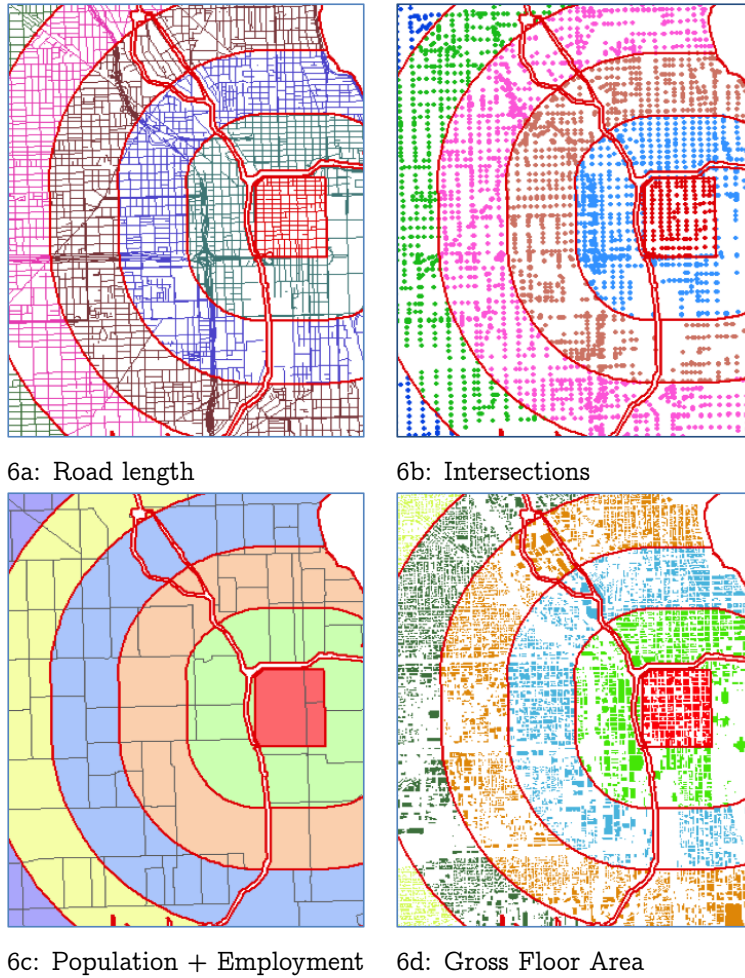 6a: Road length
6b: Intersections
6c: Population + Employment
6d: Gross Floor Area